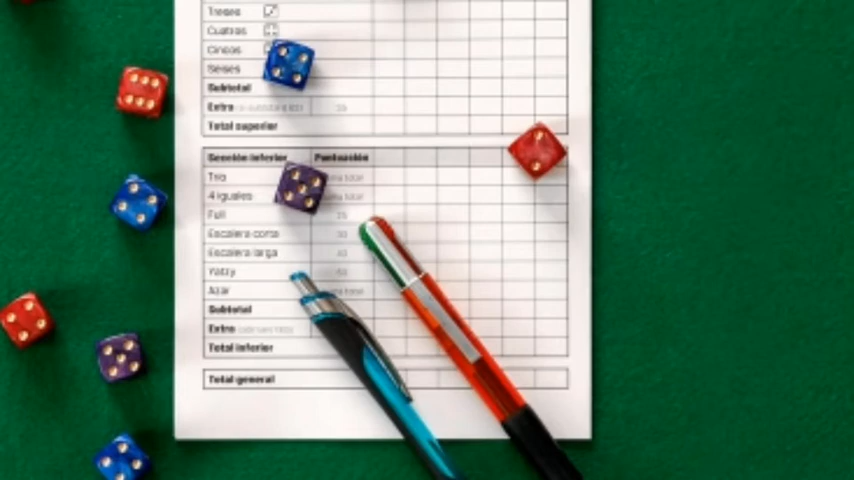 Treses
Cuatros
Cincos
Seises
Subtotal
Extra
Total superior
Sección inferior Puntuación
Trío
4 iguales
Full 25
Escalera corta 30
Escalera larga 40
Yatzy 50
Azar
Subtotal
Extra
Total inferior
Total general